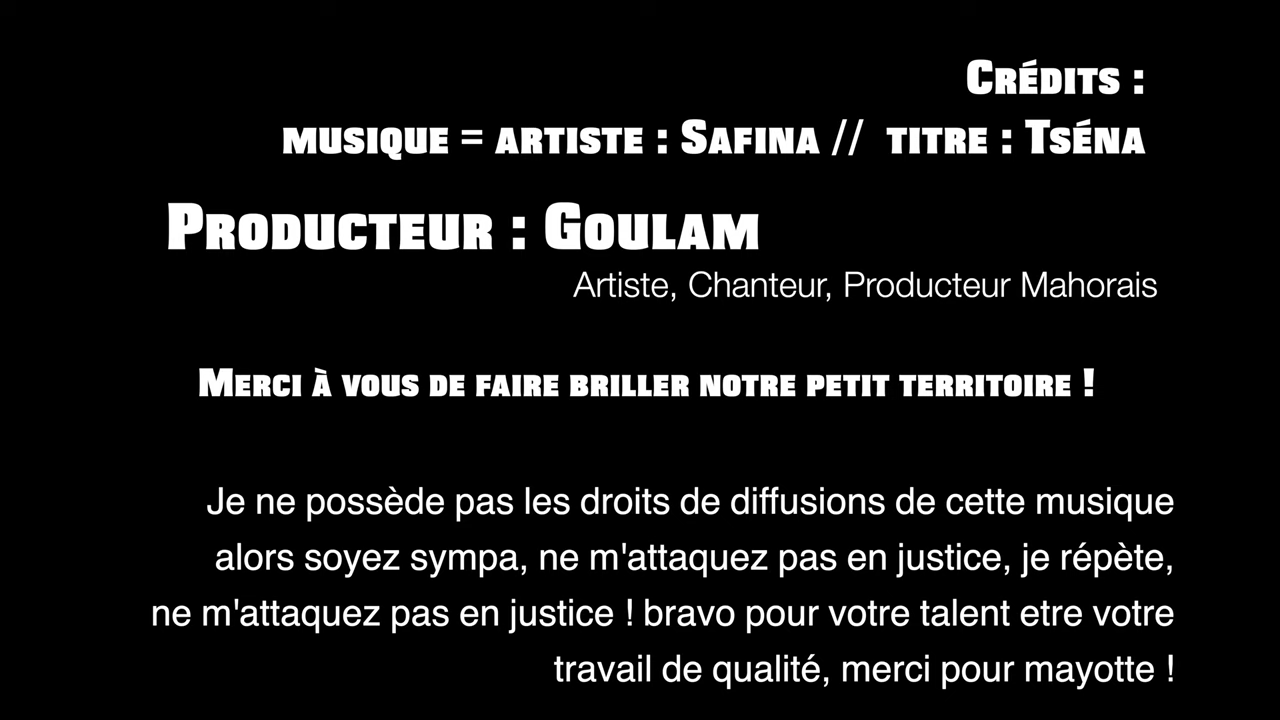 Crédits :
musique = artiste : Safina // titre : Tséna
Producteur : Goulam
Artiste, Chanteur, Producteur Mahorais
Merci à vous de faire briller notre petit territoire !
Je ne possède pas les droits de diffusions de cette musique
alors soyez sympa, ne m'attaquez pas en justice, je répète,
ne m'attaquez pas en justice ! bravo pour votre talent etre votre
travail de qualité, merci pour mayotte !